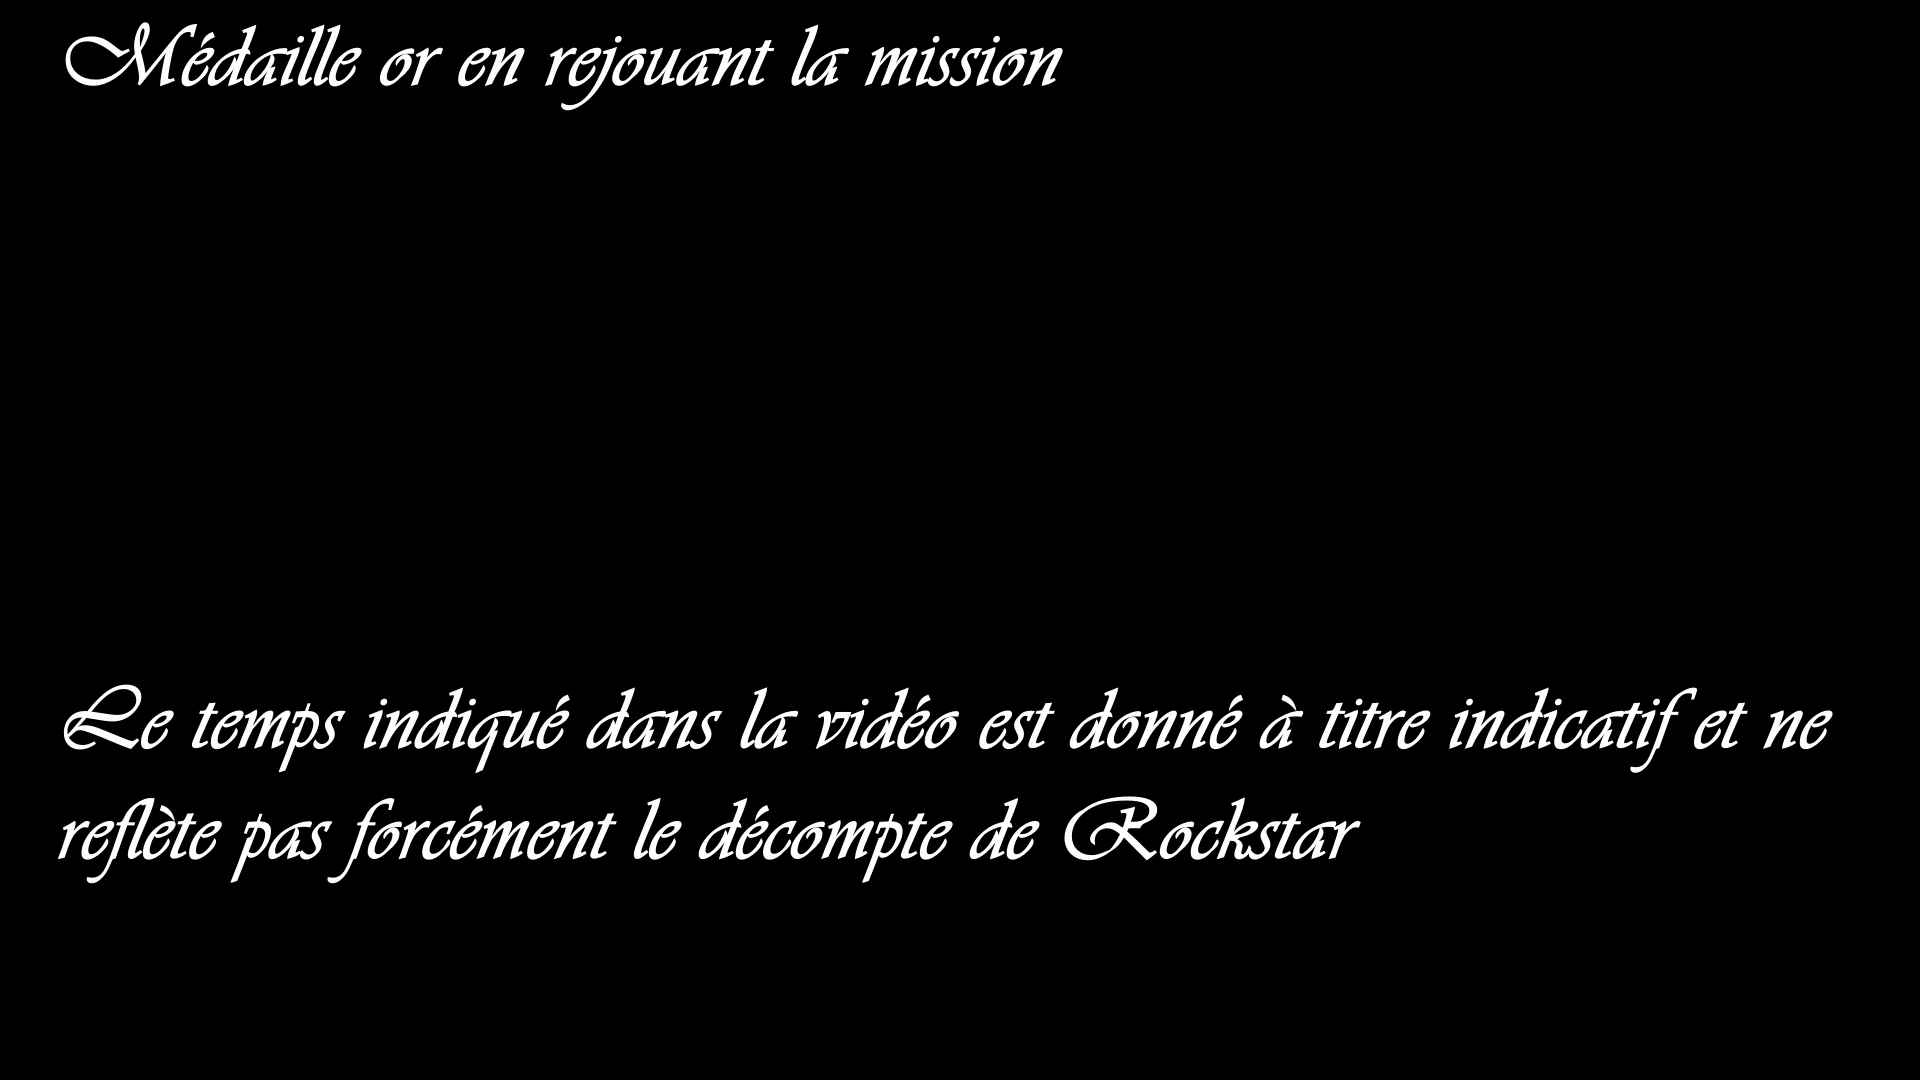 Médaille or en rejouant la mission
Le temps indiqué dans la vidéo est donné à titre indicatif et ne
reflète pas forcément le décompte de Rockstar